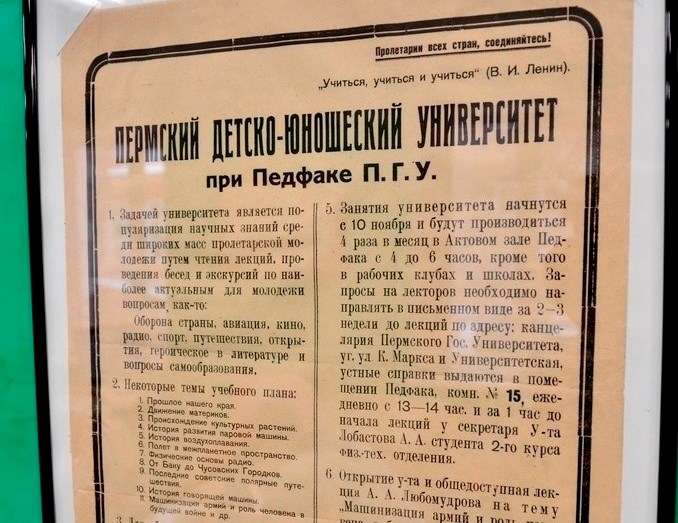 Пролетарии всех стран, соединяйтесь!
„Учиться, учиться и учиться“ (В. И. Ленин).
ПЕРМСКИЙ ДЕТСКО-ЮНОШЕСКИЙ УНИВЕРСИТЕТ
при Педфаке П. Г. У.
1. Задачей университета является по-
пуляризация научных знаний сре-
ди широких масс пролетарской мо-
лодежи путем чтения лекций, про-
ведения бесед и экскурсий по наи-
более актуальным для молодежи
вопросам, как-то:
Оборона страны, авиация, кино,
радио, спорт, путешествия, откры-
тия, героическое в литературе и
вопросы самообразования.
2. Некоторые темы учебного плана:
1. Прошлое нашего края.
2. Движение материков.
3. Происхождение культурных растений.
4. История развития паровой машины.
5. История воздухоплавания.
6. Полет в межпланетное пространство.
7. Физические основы радио.
8. От Баку до Чусовских Городков.
9. Последние советские полярные путе-
шествия.
10. История говорящей машины.
11. Машинизация армий и роль человека в
будущей войне и др.
5. Занятия университета начнутся
с 10 ноября и будут производиться
4 раза в месяц в Актовом зале Пед-
фака с 4 до 6 часов, кроме того
в рабочих клубах и школах. За-
просы на лекторов необходимо на-
правлять в письменном виде за 2—3
недели до лекций по адресу: канце-
лярия Пермского Гос. Университета,
уг. ул К. Маркса и Университетская,
устные справки выдаются в поме-
щении Педфака, комн. № 15, еже-
дневно с 13—14 час. и за 1 час до
начала лекций у секретаря У-та
Лобастова А. А. студента 2-го курса
физ.-тех. отделения.
6. Открытие у-та и общедоступная лек-
ция А. А. Любомудрова на тему
„Машинизация армий и роль